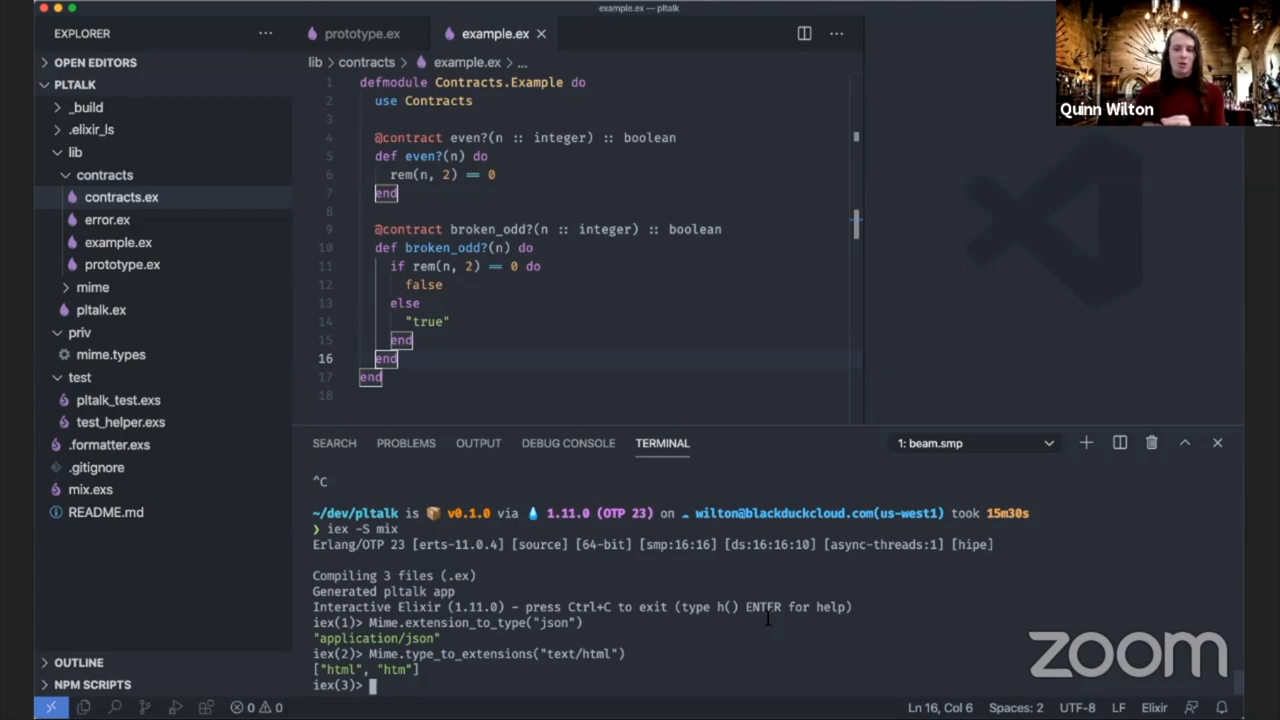 example.ex — pltalk
EXPLORER
prototype.ex
example.ex
OPEN EDITORS
lib
contracts
example.ex
...
PLTALK
_build
.elixir_ls
lib
contracts
contracts.ex
error.ex
example.ex
prototype.ex
mime
pltalk.ex
priv
mime.types
test
pltalk_test.exs
test_helper.exs
.formatter.exs
.gitignore
mix.exs
README.md
OUTLINE
NPM SCRIPTS
1 defmodule Contracts.Example do
2 use Contracts
3
4 @contract even?(n :: integer) :: boolean
5 def even?(n) do
6 rem(n, 2) == 0
7 end
8
9 @contract broken_odd?(n :: integer) :: boolean
10 def broken_odd?(n) do
11 if rem(n, 2) == 0 do
12 false
13 else
14 "true"
15 end
16 end
17 end
18
Quinn Wilton
SEARCH PROBLEMS OUTPUT DEBUG CONSOLE TERMINAL 1: beam.smp
^C
~/dev/pltalk is v0.1.0 via 1.11.0 (OTP 23) on wilton@blackduckcloud.com(us-west1) took 15m30s
❯ iex -S mix
Erlang/OTP 23 [erts-11.0.4] [source] [64-bit] [smp:16:16] [ds:16:16:10] [async-threads:1] [hipe]
Compiling 3 files (.ex)
Generated pltalk app
Interactive Elixir (1.11.0) - press Ctrl+C to exit (type h() ENTER for help)
iex(1)> Mime.extension_to_type("json")
"application/json"
iex(2)> Mime.type_to_extensions("text/html")
["html", "htm"]
iex(3)>
zoom
0 0
Ln 16, Col 6 Spaces: 2 UTF-8 LF Elixir